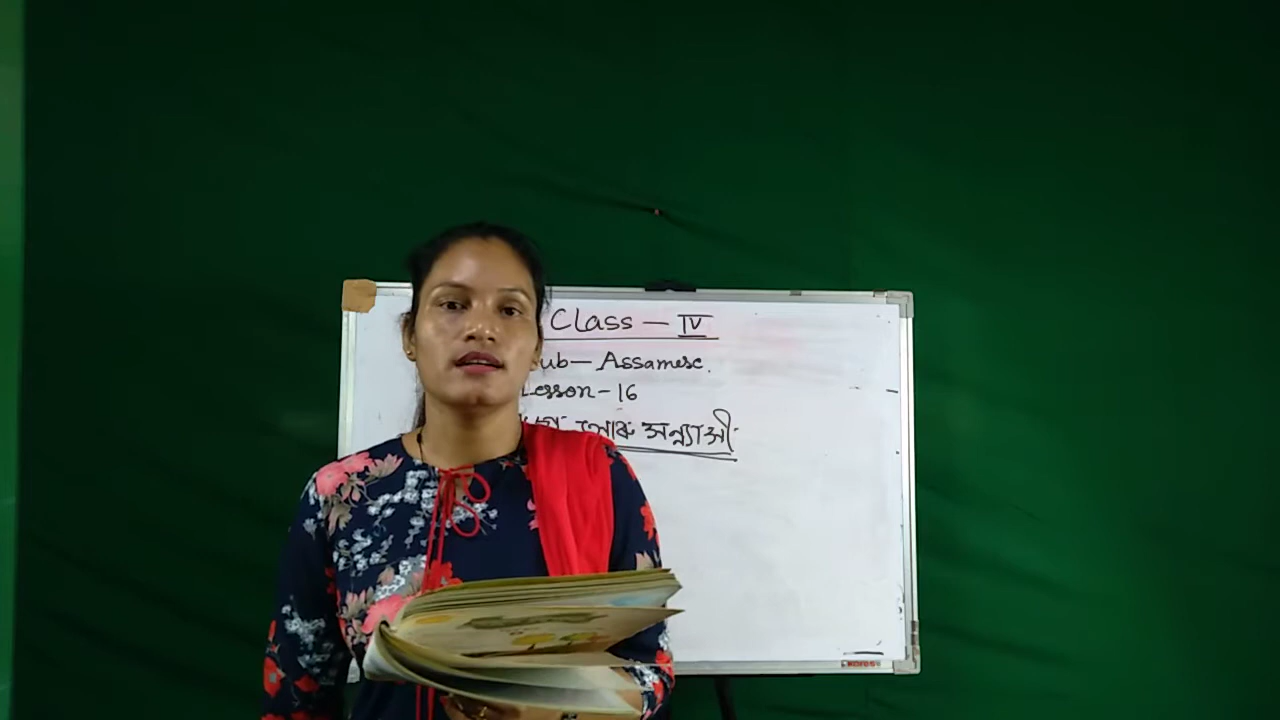 Class — IV
ub — Assamese.
Lesson - 16
আৰু সন্ন্যাসী